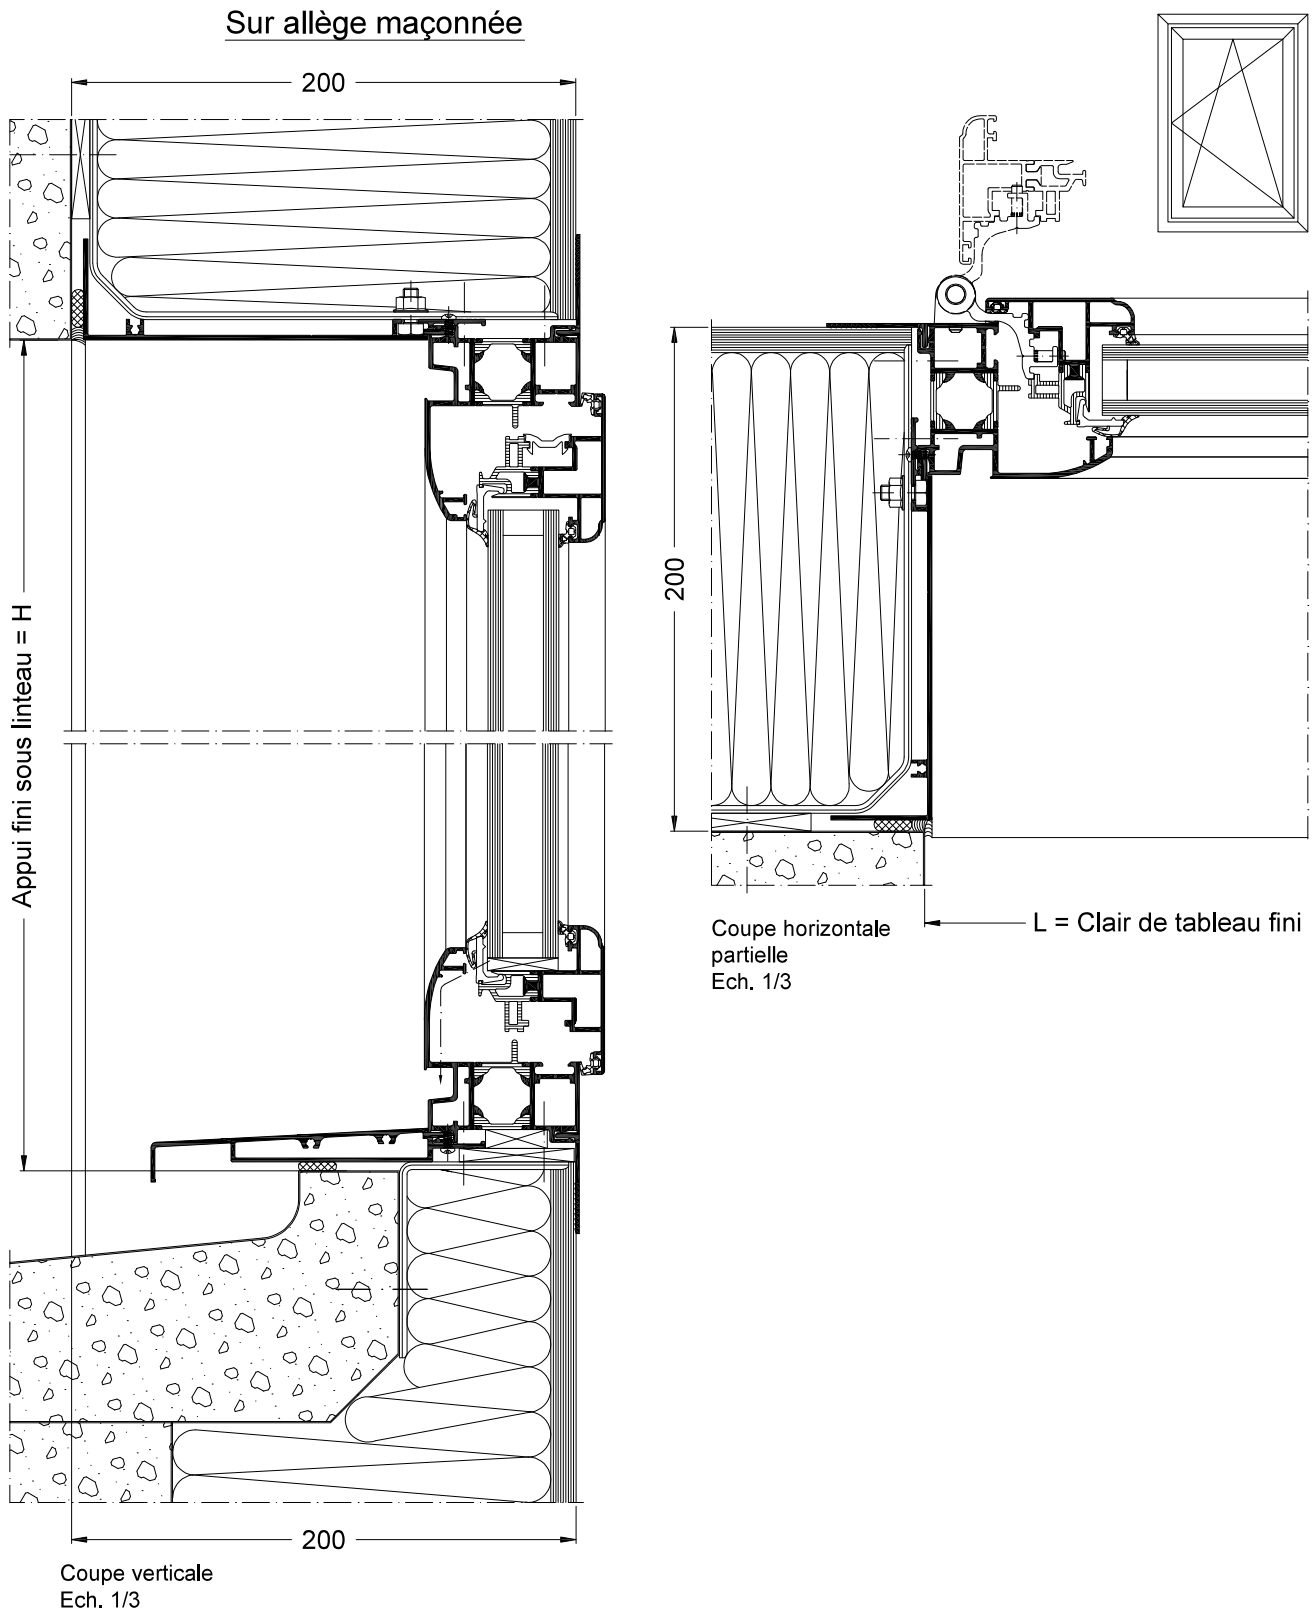 Sur allège maçonnée
200
Appui fini sous linteau = H
200
Coupe verticale
Ech. 1/3
200
L = Clair de tableau fini
Coupe horizontale
partielle
Ech. 1/3